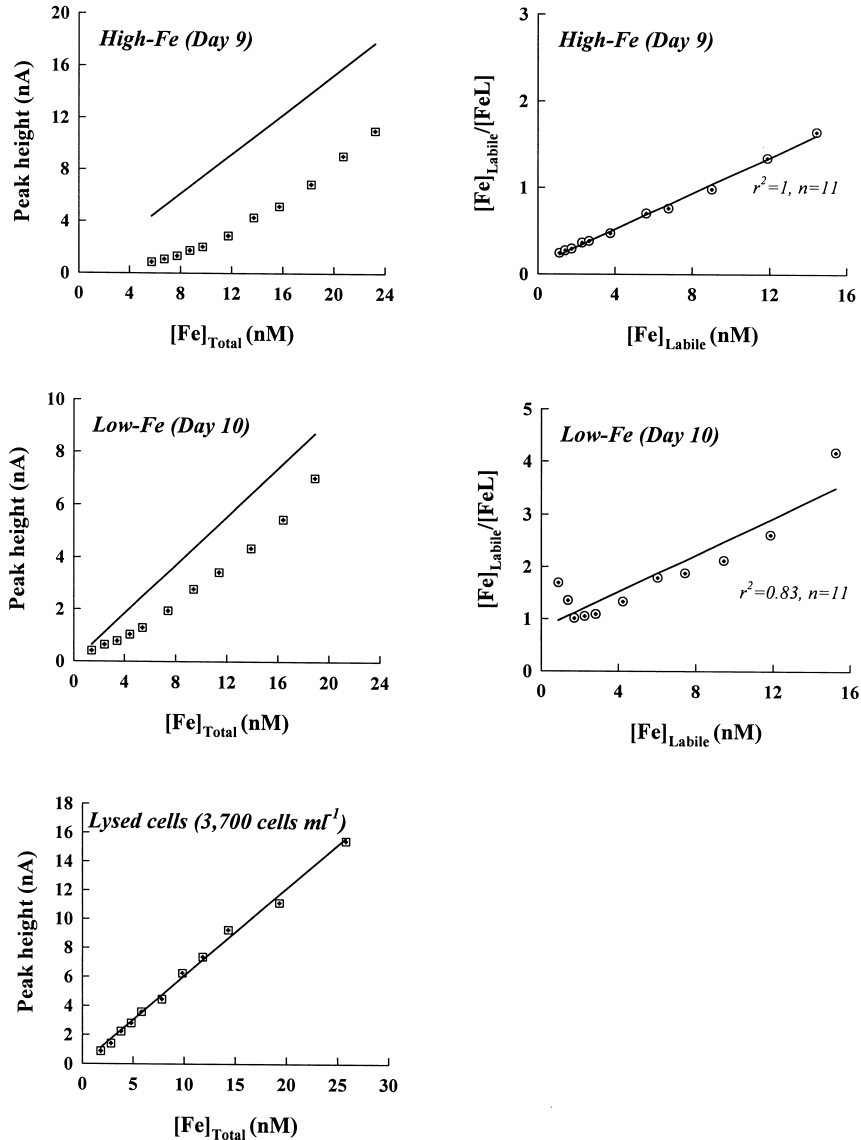 High-Fe (Day 9)
Peak height (nA)
20
16
12
8
4
0
0 4 8 12 16 20 24
[Fe]Total (nM)
High-Fe (Day 9)
[Fe]Labile/[FeL]
3
2
1
0
r2=1, n=11
0 4 8 12 16
[Fe]Labile (nM)
Low-Fe (Day 10)
Peak height (nA)
10
8
6
4
2
0
0 4 8 12 16 20 24
[Fe]Total (nM)
Low-Fe (Day 10)
[Fe]Labile/[FeL]
5
4
3
2
1
0
r2=0.83, n=11
0 4 8 12 16
[Fe]Labile (nM)
Lysed cells (3,700 cells ml-1)
Peak height (nA)
18
16
14
12
10
8
6
4
2
0
0 5 10 15 20 25 30
[Fe]Total (nM)